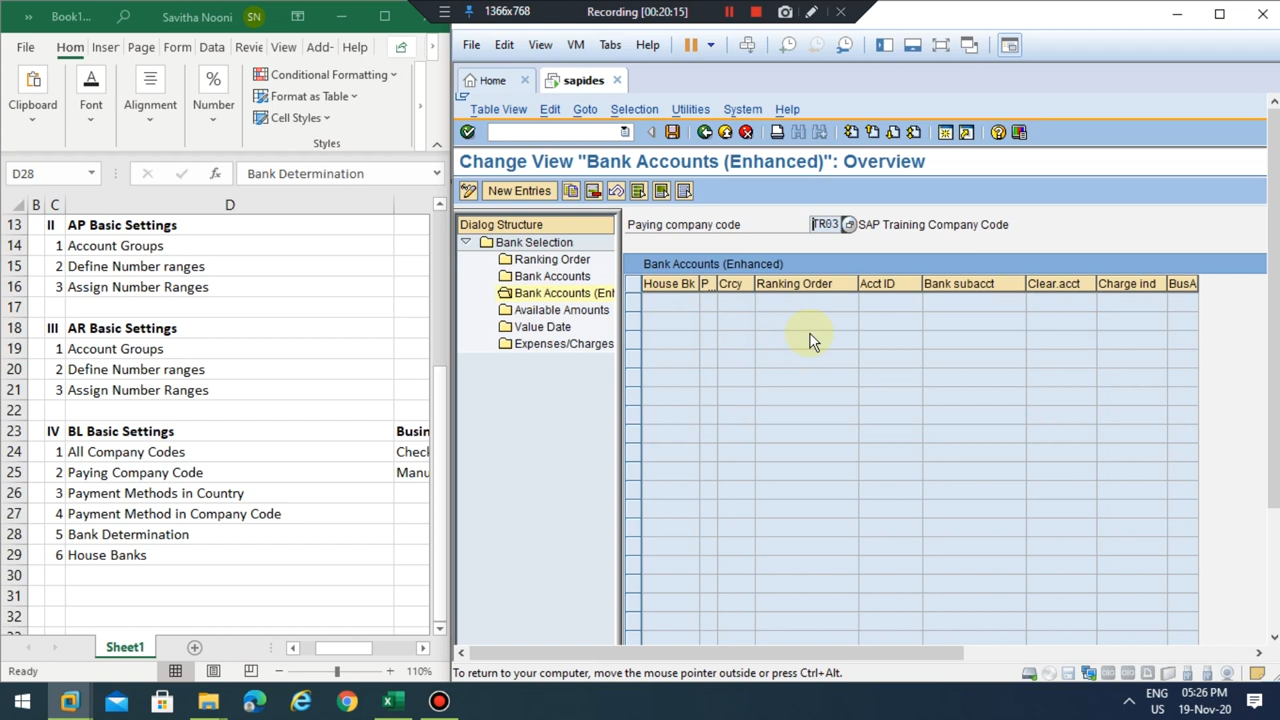 Book1...
Savitha Nooni
SN
File Hom Inser Page Form Data Revie View Add- Help
Clipboard
Font
Alignment
Number
Conditional Formatting
Format as Table
Cell Styles
Styles
D28
fx
Bank Determination
B C D
13 II AP Basic Settings
14 1 Account Groups
15 2 Define Number ranges
16 3 Assign Number Ranges
17
18 III AR Basic Settings
19 1 Account Groups
20 2 Define Number ranges
21 3 Assign Number Ranges
22
23 IV BL Basic Settings Busin
24 1 All Company Codes Check
25 2 Paying Company Code Manu
26 3 Payment Methods in Country
27 4 Payment Method in Company Code
28 5 Bank Determination
29 6 House Banks
30
31
32
Sheet1
Ready
110%
1366x768
Recording [00:20:15]
File Edit View VM Tabs Help
Home
sapides
Table View Edit Goto Selection Utilities System Help
Change View "Bank Accounts (Enhanced)": Overview
New Entries
Dialog Structure
Bank Selection
Ranking Order
Bank Accounts
Bank Accounts (Enl
Available Amounts
Value Date
Expenses/Charges
Paying company code TR03 SAP Training Company Code
Bank Accounts (Enhanced)
House Bk P... Crcy Ranking Order Acct ID Bank subacct Clear.acct Charge ind BusA
To return to your computer, move the mouse pointer outside or press Ctrl+Alt.
ENG
US
05:26 PM
19-Nov-20